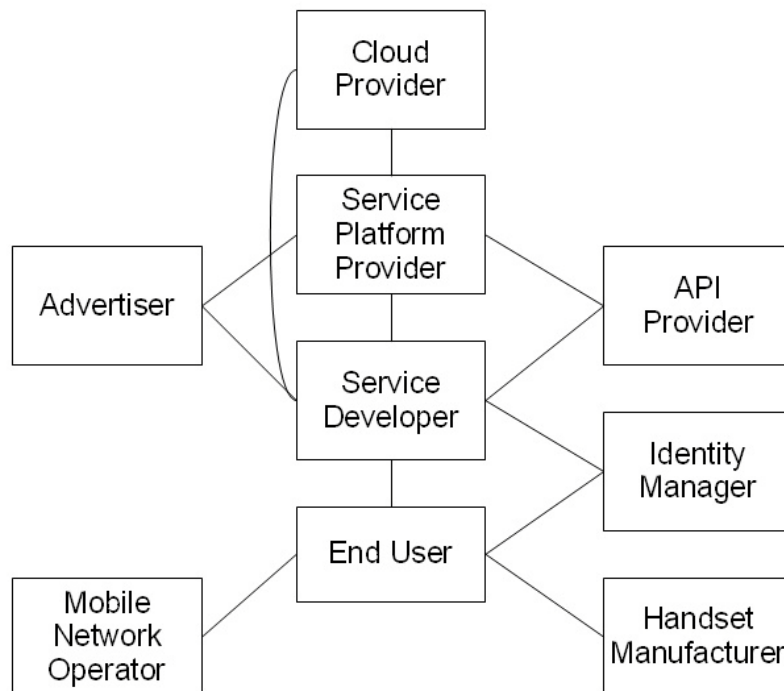 Cloud
Provider
Service
Platform
Provider
Advertiser
API
Provider
Service
Developer
Identity
Manager
End User
Mobile
Network
Operator
Handset
Manufacturer